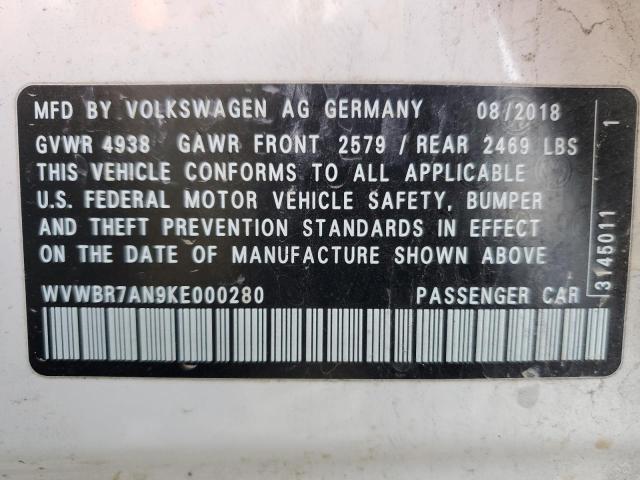 MFD BY VOLKSWAGEN AG GERMANY 08/2018
GVWR 4938 GAWR FRONT 2579 / REAR 2469 LBS
THIS VEHICLE CONFORMS TO ALL APPLICABLE
U.S. FEDERAL MOTOR VEHICLE SAFETY, BUMPER
AND THEFT PREVENTION STANDARDS IN EFFECT
ON THE DATE OF MANUFACTURE SHOWN ABOVE
WVWBR7AN9KE000280 PASSENGER CAR
3145011 1